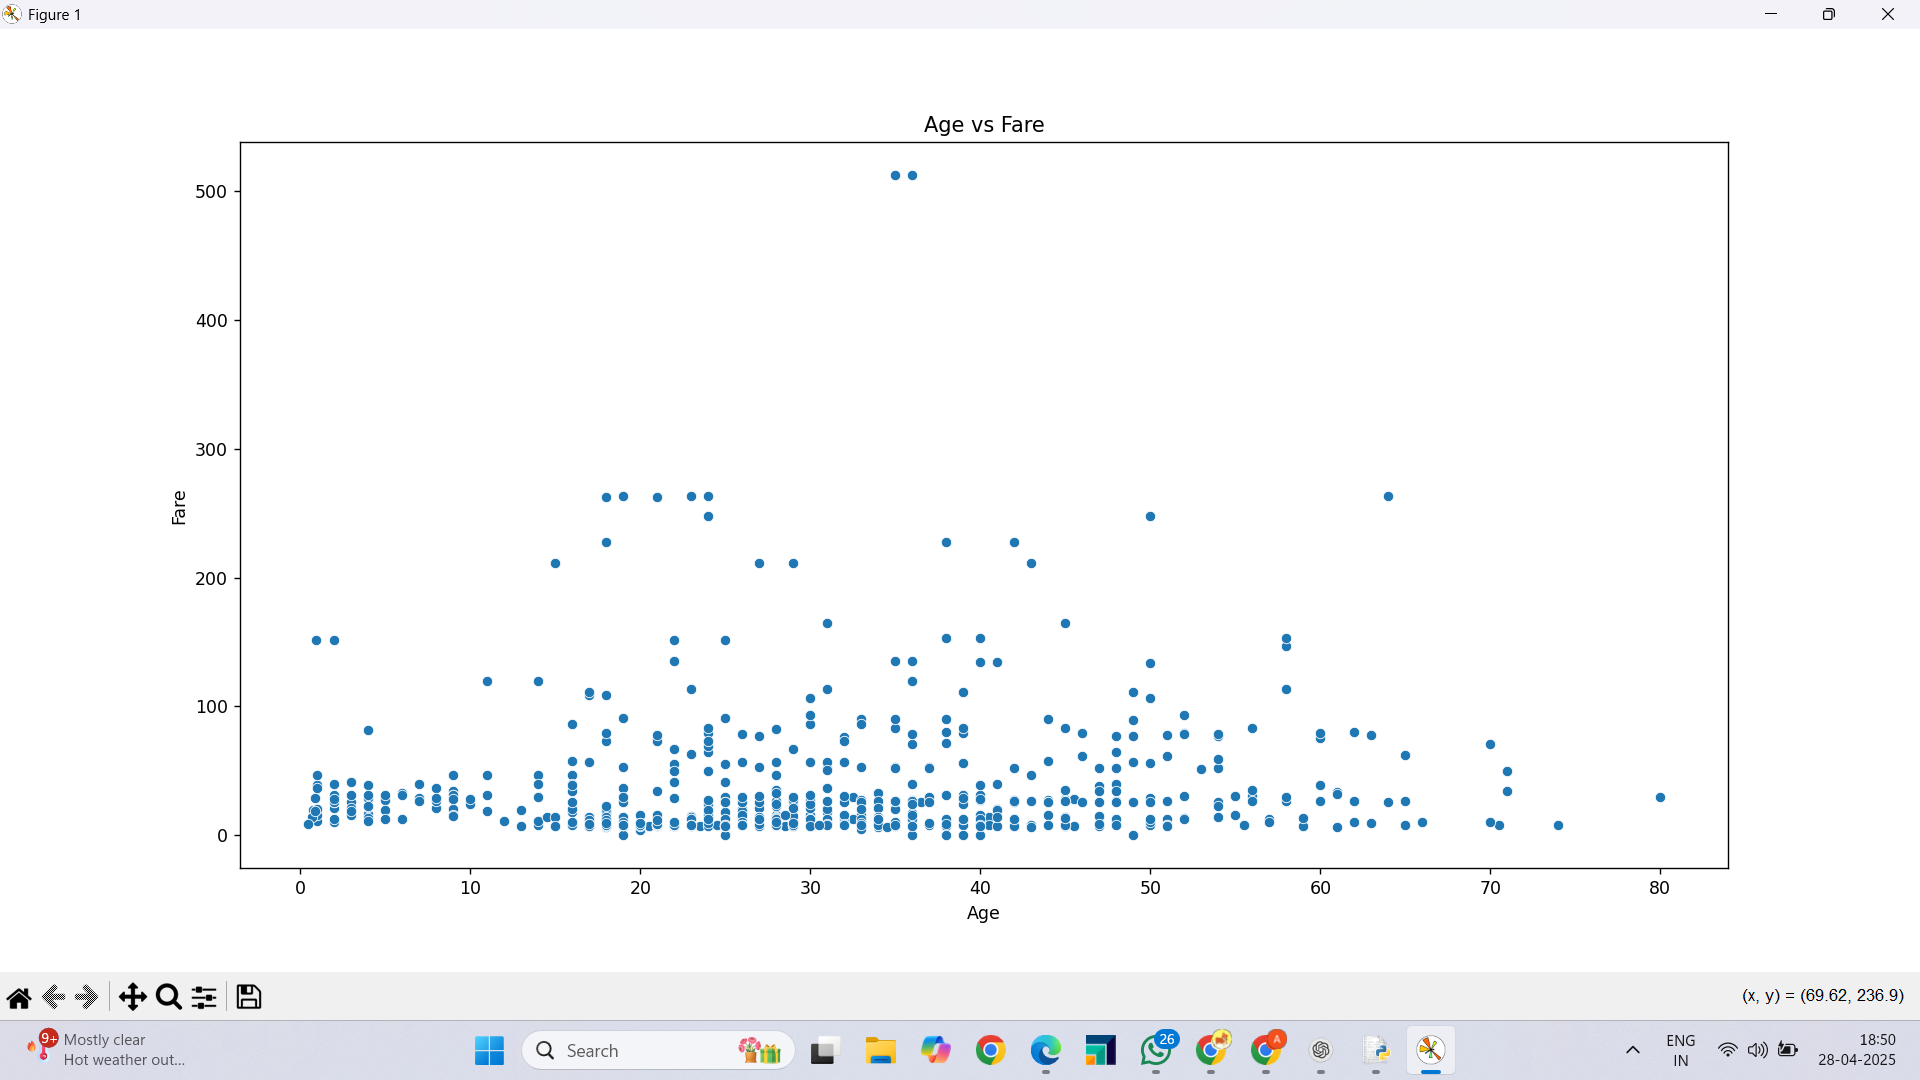 Figure 1
Age vs Fare
500
400
300
200
100
0
Fare
0 10 20 30 40 50 60 70 80
Age
(x, y) = (69.62, 236.9)
9+
Mostly clear
Hot weather out...
Search
26
A
ENG
IN
18:50
28-04-2025